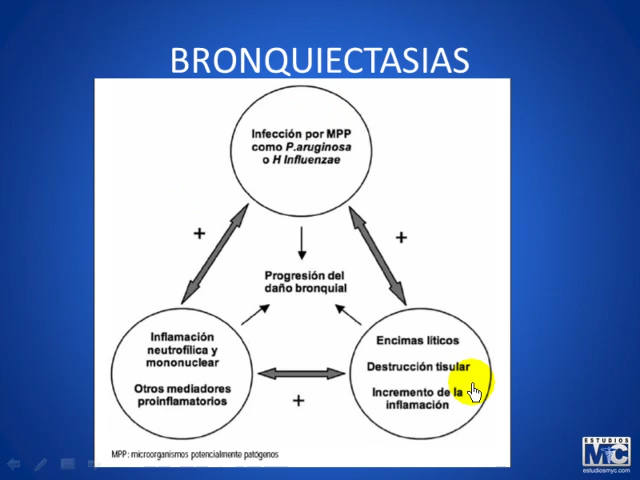 BRONQUIECTASIAS
Infección por MPP
como P.aruginosa
o H Influenzae
+
+
Progresión del
daño bronquial
Inflamación
neutrofílica y
mononuclear
Otros mediadores
proinflamatorios
Encimas líticos
Destrucción tisular
Incremento de la
inflamación
+
MPP: microorganismos potencialmente patógenos
ESTUDIOS
MyC
estudiosmyc.com